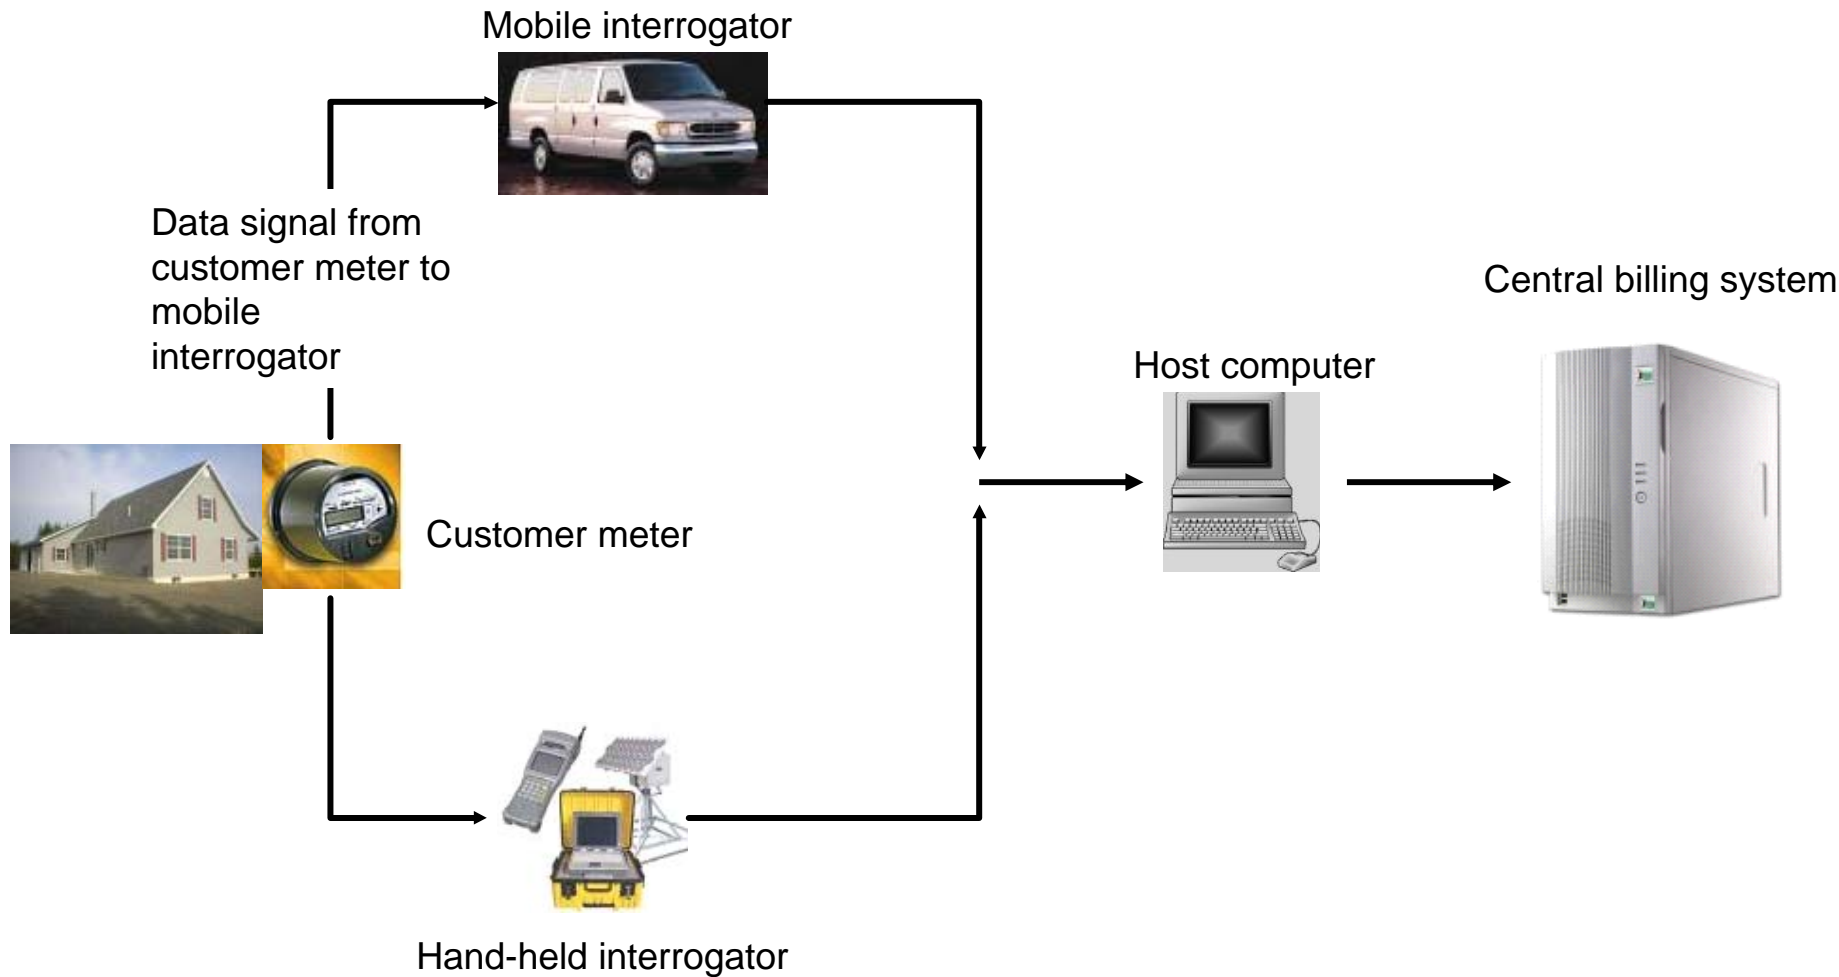 Mobile interrogator
Data signal from
customer meter to
mobile
interrogator
Central billing system
Host computer
Customer meter
Hand-held interrogator